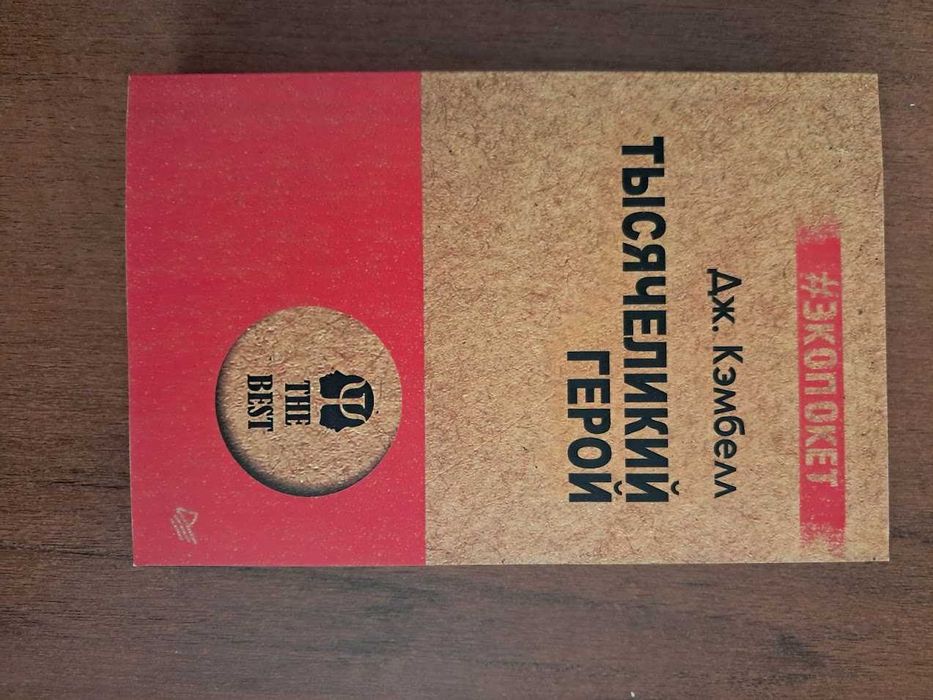 #ЭКОПОКЕТ
Дж. Кэмбелл
ТЫСЯЧЕЛИКИЙ
ГЕРОЙ
THE
BEST